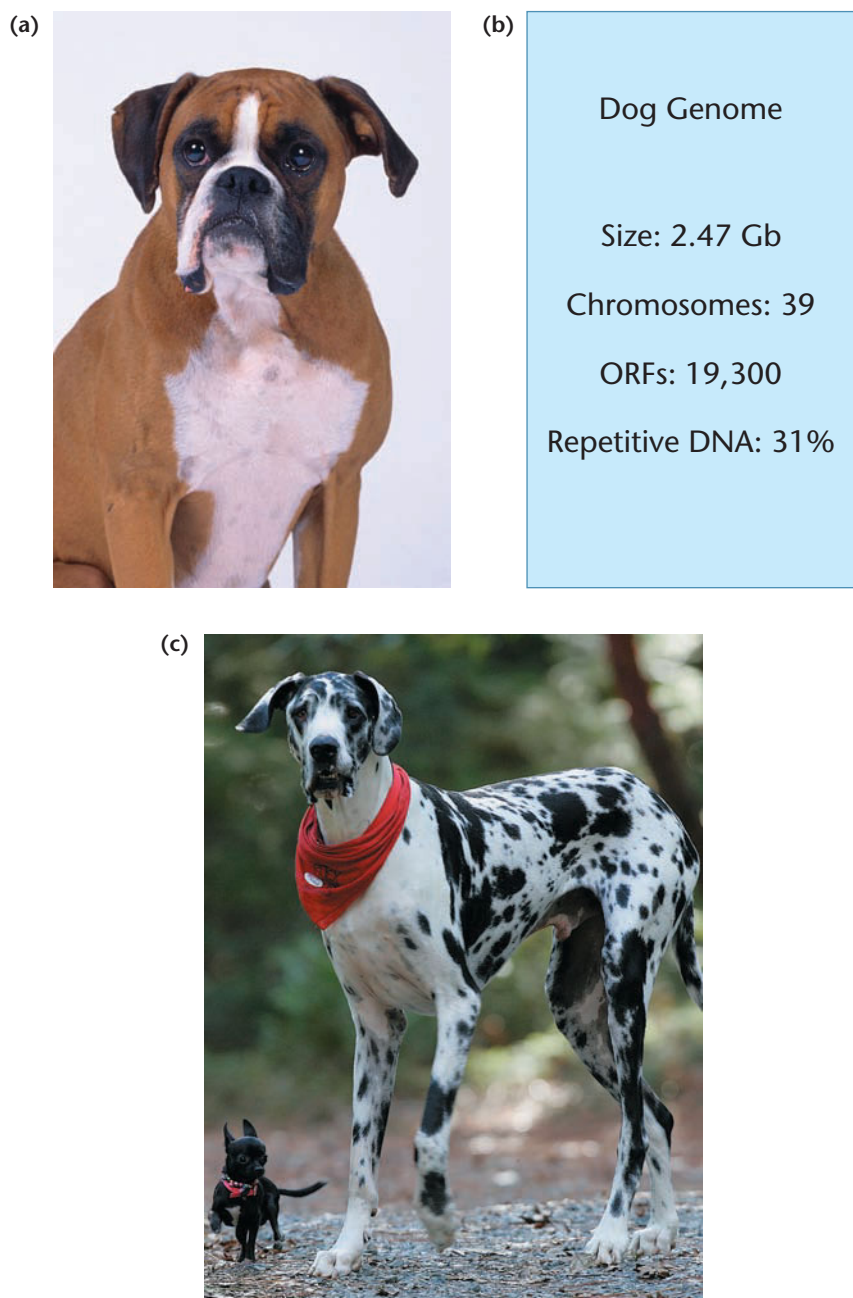 (a)
(b)
Dog Genome
Size: 2.47 Gb
Chromosomes: 39
ORFs: 19,300
Repetitive DNA: 31%
(c)